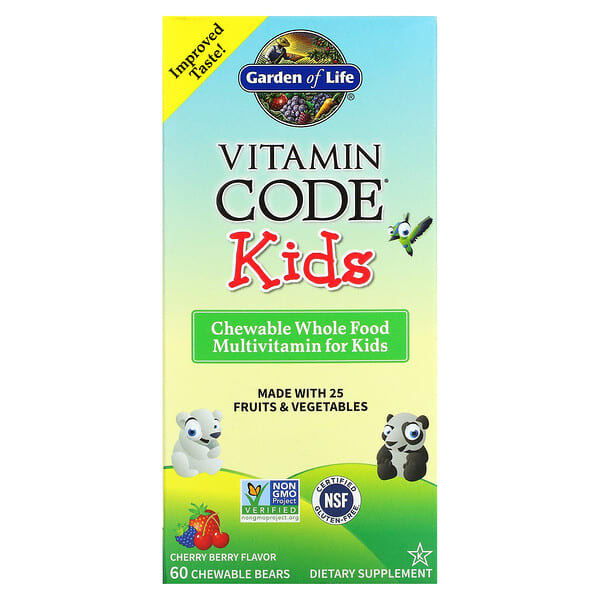 Improved
Taste!
Garden of Life
®
VITAMIN
CODE®
Kids
Chewable Whole Food
Multivitamin for Kids
MADE WITH 25
FRUITS & VEGETABLES
NON
GMO
Project
VERIFIED
nongmoproject.org
CERTIFIED
NSF
GLUTEN-FREE
CHERRY BERRY FLAVOR
60 CHEWABLE BEARS
K
DIETARY SUPPLEMENT